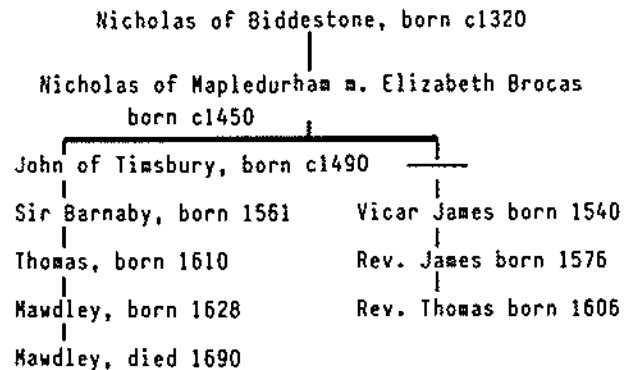 Nicholas of Biddestone, born c1320
Nicholas of Mapledurham m. Elizabeth Brocas
born c1450
John of Timsbury, born c1490
Sir Barnaby, born 1561 Vicar James born 1540
Thomas, born 1610 Rev. James born 1576
Mawdley, born 1628 Rev. Thomas born 1606
Mawdley, died 1690